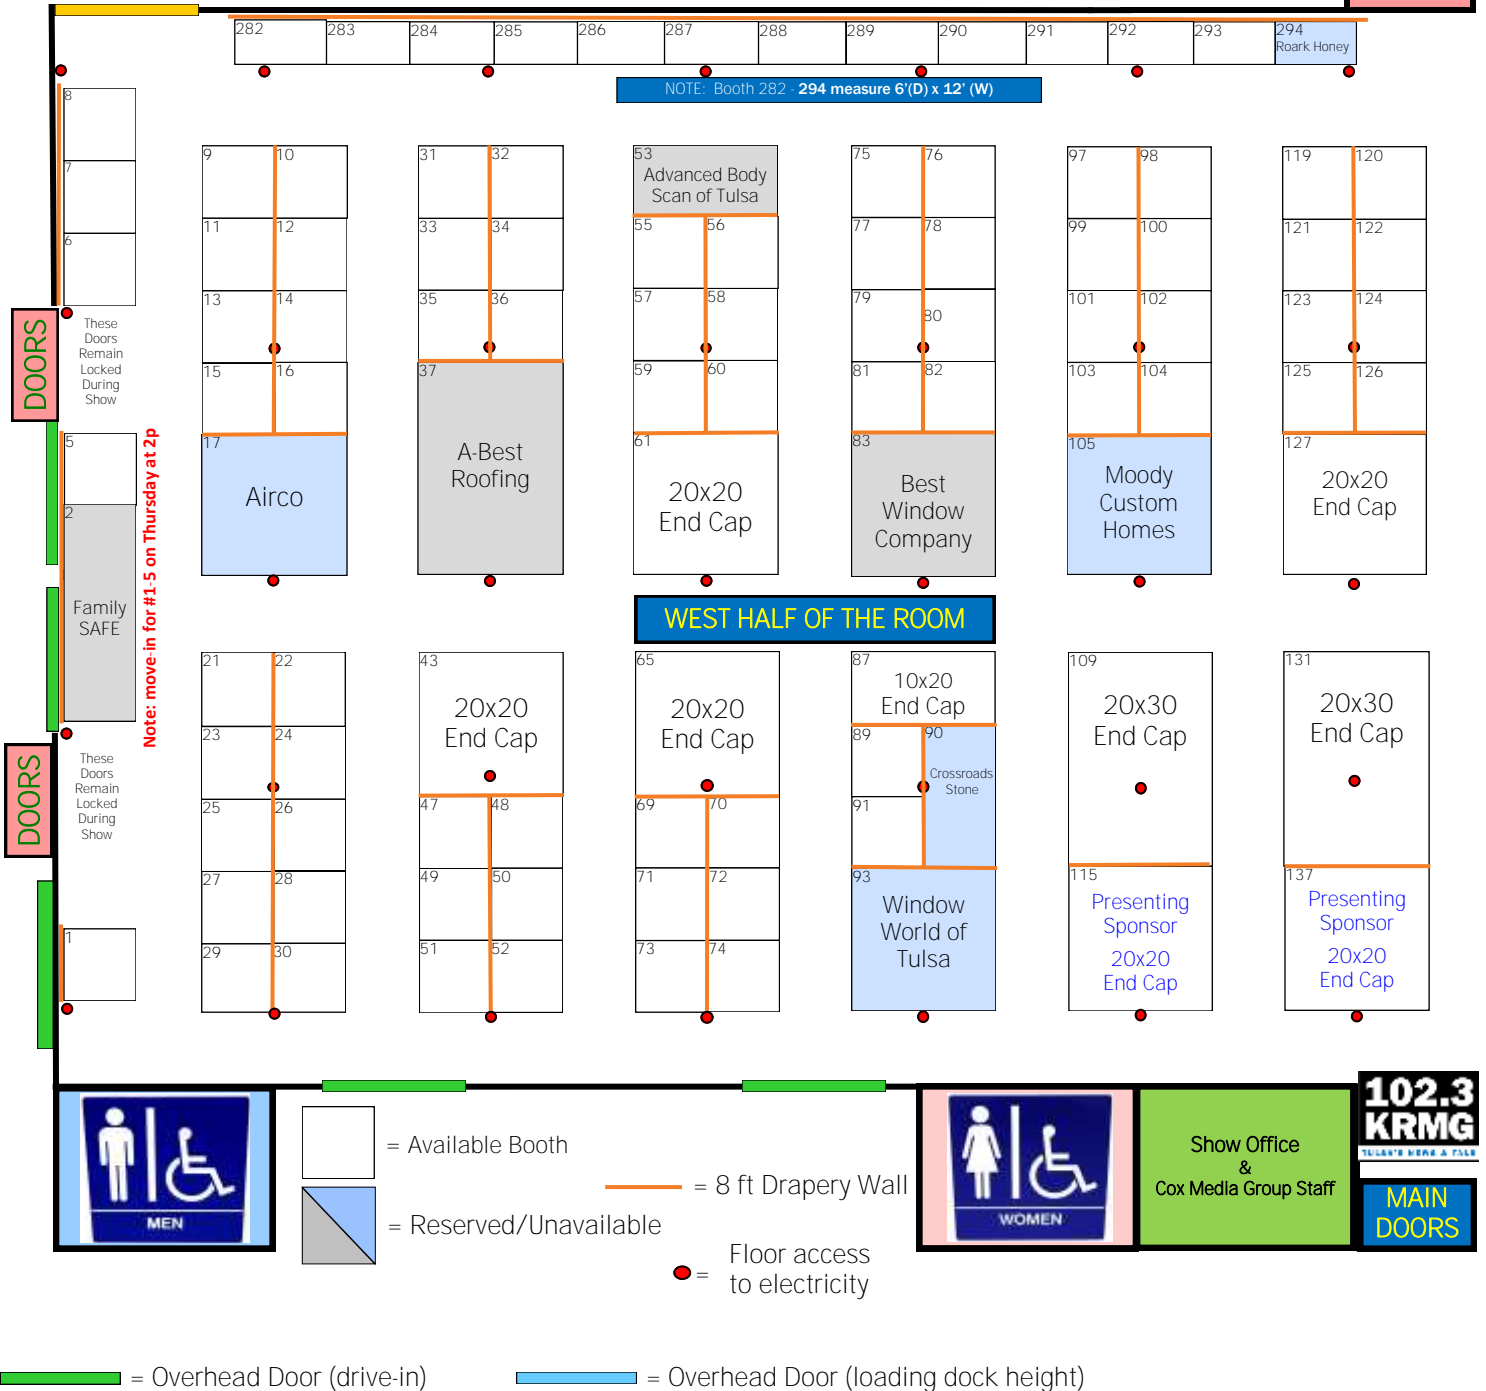 282 283 284 285 286 287 288 289 290 291 292 293 294
Roark Honey
NOTE: Booth 282 - 294 measure 6'(D) x 12' (W)
8
7
6
DOORS
These
Doors
Remain
Locked
During
Show
5
2
Family
SAFE
Note: move-in for #1-5 on Thursday at 2p
DOORS
These
Doors
Remain
Locked
During
Show
1
9 10
11 12
13 14
15 16
17
Airco
31 32
33 34
35 36
37
A-Best
Roofing
53
Advanced Body
Scan of Tulsa
55 56
57 58
59 60
61
20x20
End Cap
75 76
77 78
79 80
81 82
83
Best
Window
Company
97 98
99 100
101 102
103 104
105
Moody
Custom
Homes
119 120
121 122
123 124
125 126
127
20x20
End Cap
WEST HALF OF THE ROOM
21 22
23 24
25 26
27 28
29 30
43
20x20
End Cap
47 48
49 50
51 52
65
20x20
End Cap
69 70
71 72
73 74
87
10x20
End Cap
89 90
Crossroads
Stone
91
93
Window
World of
Tulsa
109
20x30
End Cap
115
Presenting
Sponsor
20x20
End Cap
131
20x30
End Cap
137
Presenting
Sponsor
20x20
End Cap
MEN
= Available Booth
= Reserved/Unavailable
= 8 ft Drapery Wall
= Floor access
to electricity
WOMEN
Show Office
&
Cox Media Group Staff
102.3
KRMG
TULSA'S NEWS & TALK
MAIN
DOORS
= Overhead Door (drive-in)
= Overhead Door (loading dock height)